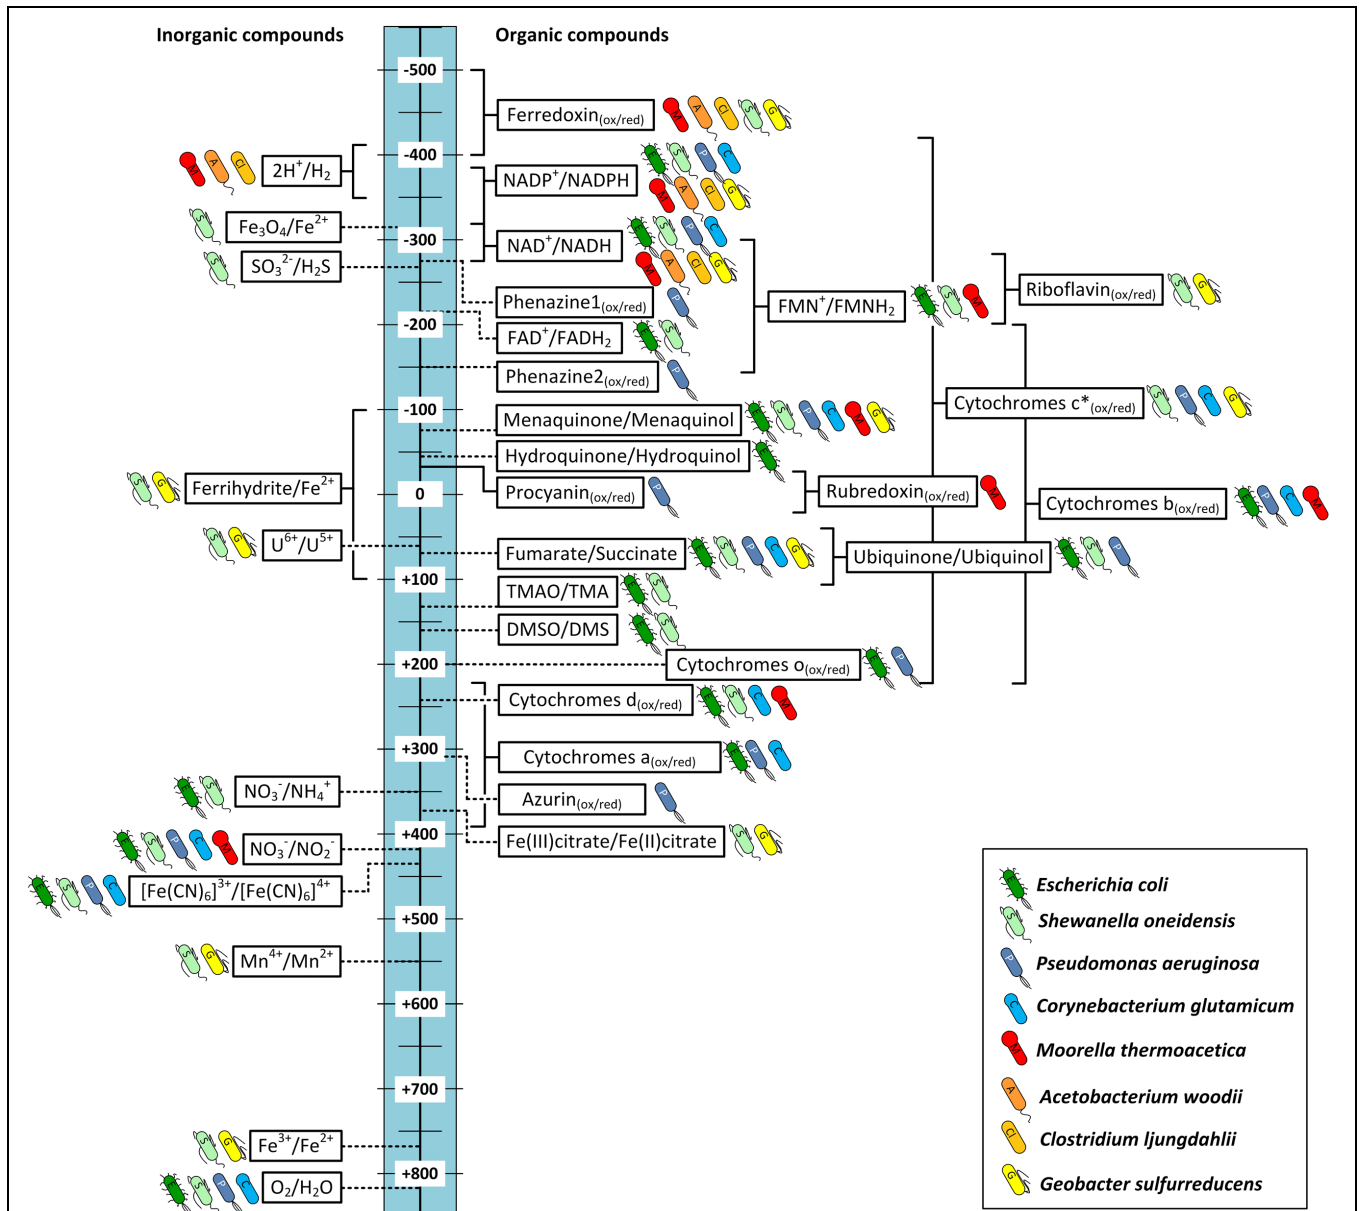 Inorganic compounds
Organic compounds
-500
-400
-300
-200
-100
0
+100
+200
+300
+400
+500
+600
+700
+800
2H⁺/H₂
Fe₃O₄/Fe²⁺
SO₃²⁻/H₂S
Ferrihydrite/Fe²⁺
U⁶⁺/U⁵⁺
NO₃⁻/NH₄⁺
NO₃⁻/NO₂⁻
[Fe(CN)₆]³⁺/[Fe(CN)₆]⁴⁺
Mn⁴⁺/Mn²⁺
Fe³⁺/Fe²⁺
O₂/H₂O
Ferredoxin(ox/red)
NADP⁺/NADPH
NAD⁺/NADH
Phenazine1(ox/red)
FAD⁺/FADH₂
Phenazine2(ox/red)
Menaquinone/Menaquinol
Hydroquinone/Hydroquinol
Procyanin(ox/red)
Fumarate/Succinate
TMAO/TMA
DMSO/DMS
Cytochromes o(ox/red)
Cytochromes d(ox/red)
Cytochromes a(ox/red)
Azurin(ox/red)
Fe(III)citrate/Fe(II)citrate
FMN⁺/FMNH₂
Rubredoxin(ox/red)
Ubiquinone/Ubiquinol
Riboflavin(ox/red)
Cytochromes c*(ox/red)
Cytochromes b(ox/red)
E Escherichia coli
S Shewanella oneidensis
P Pseudomonas aeruginosa
C Corynebacterium glutamicum
M Moorella thermoacetica
A Acetobacterium woodii
Cl Clostridium ljungdahlii
G Geobacter sulfurreducens